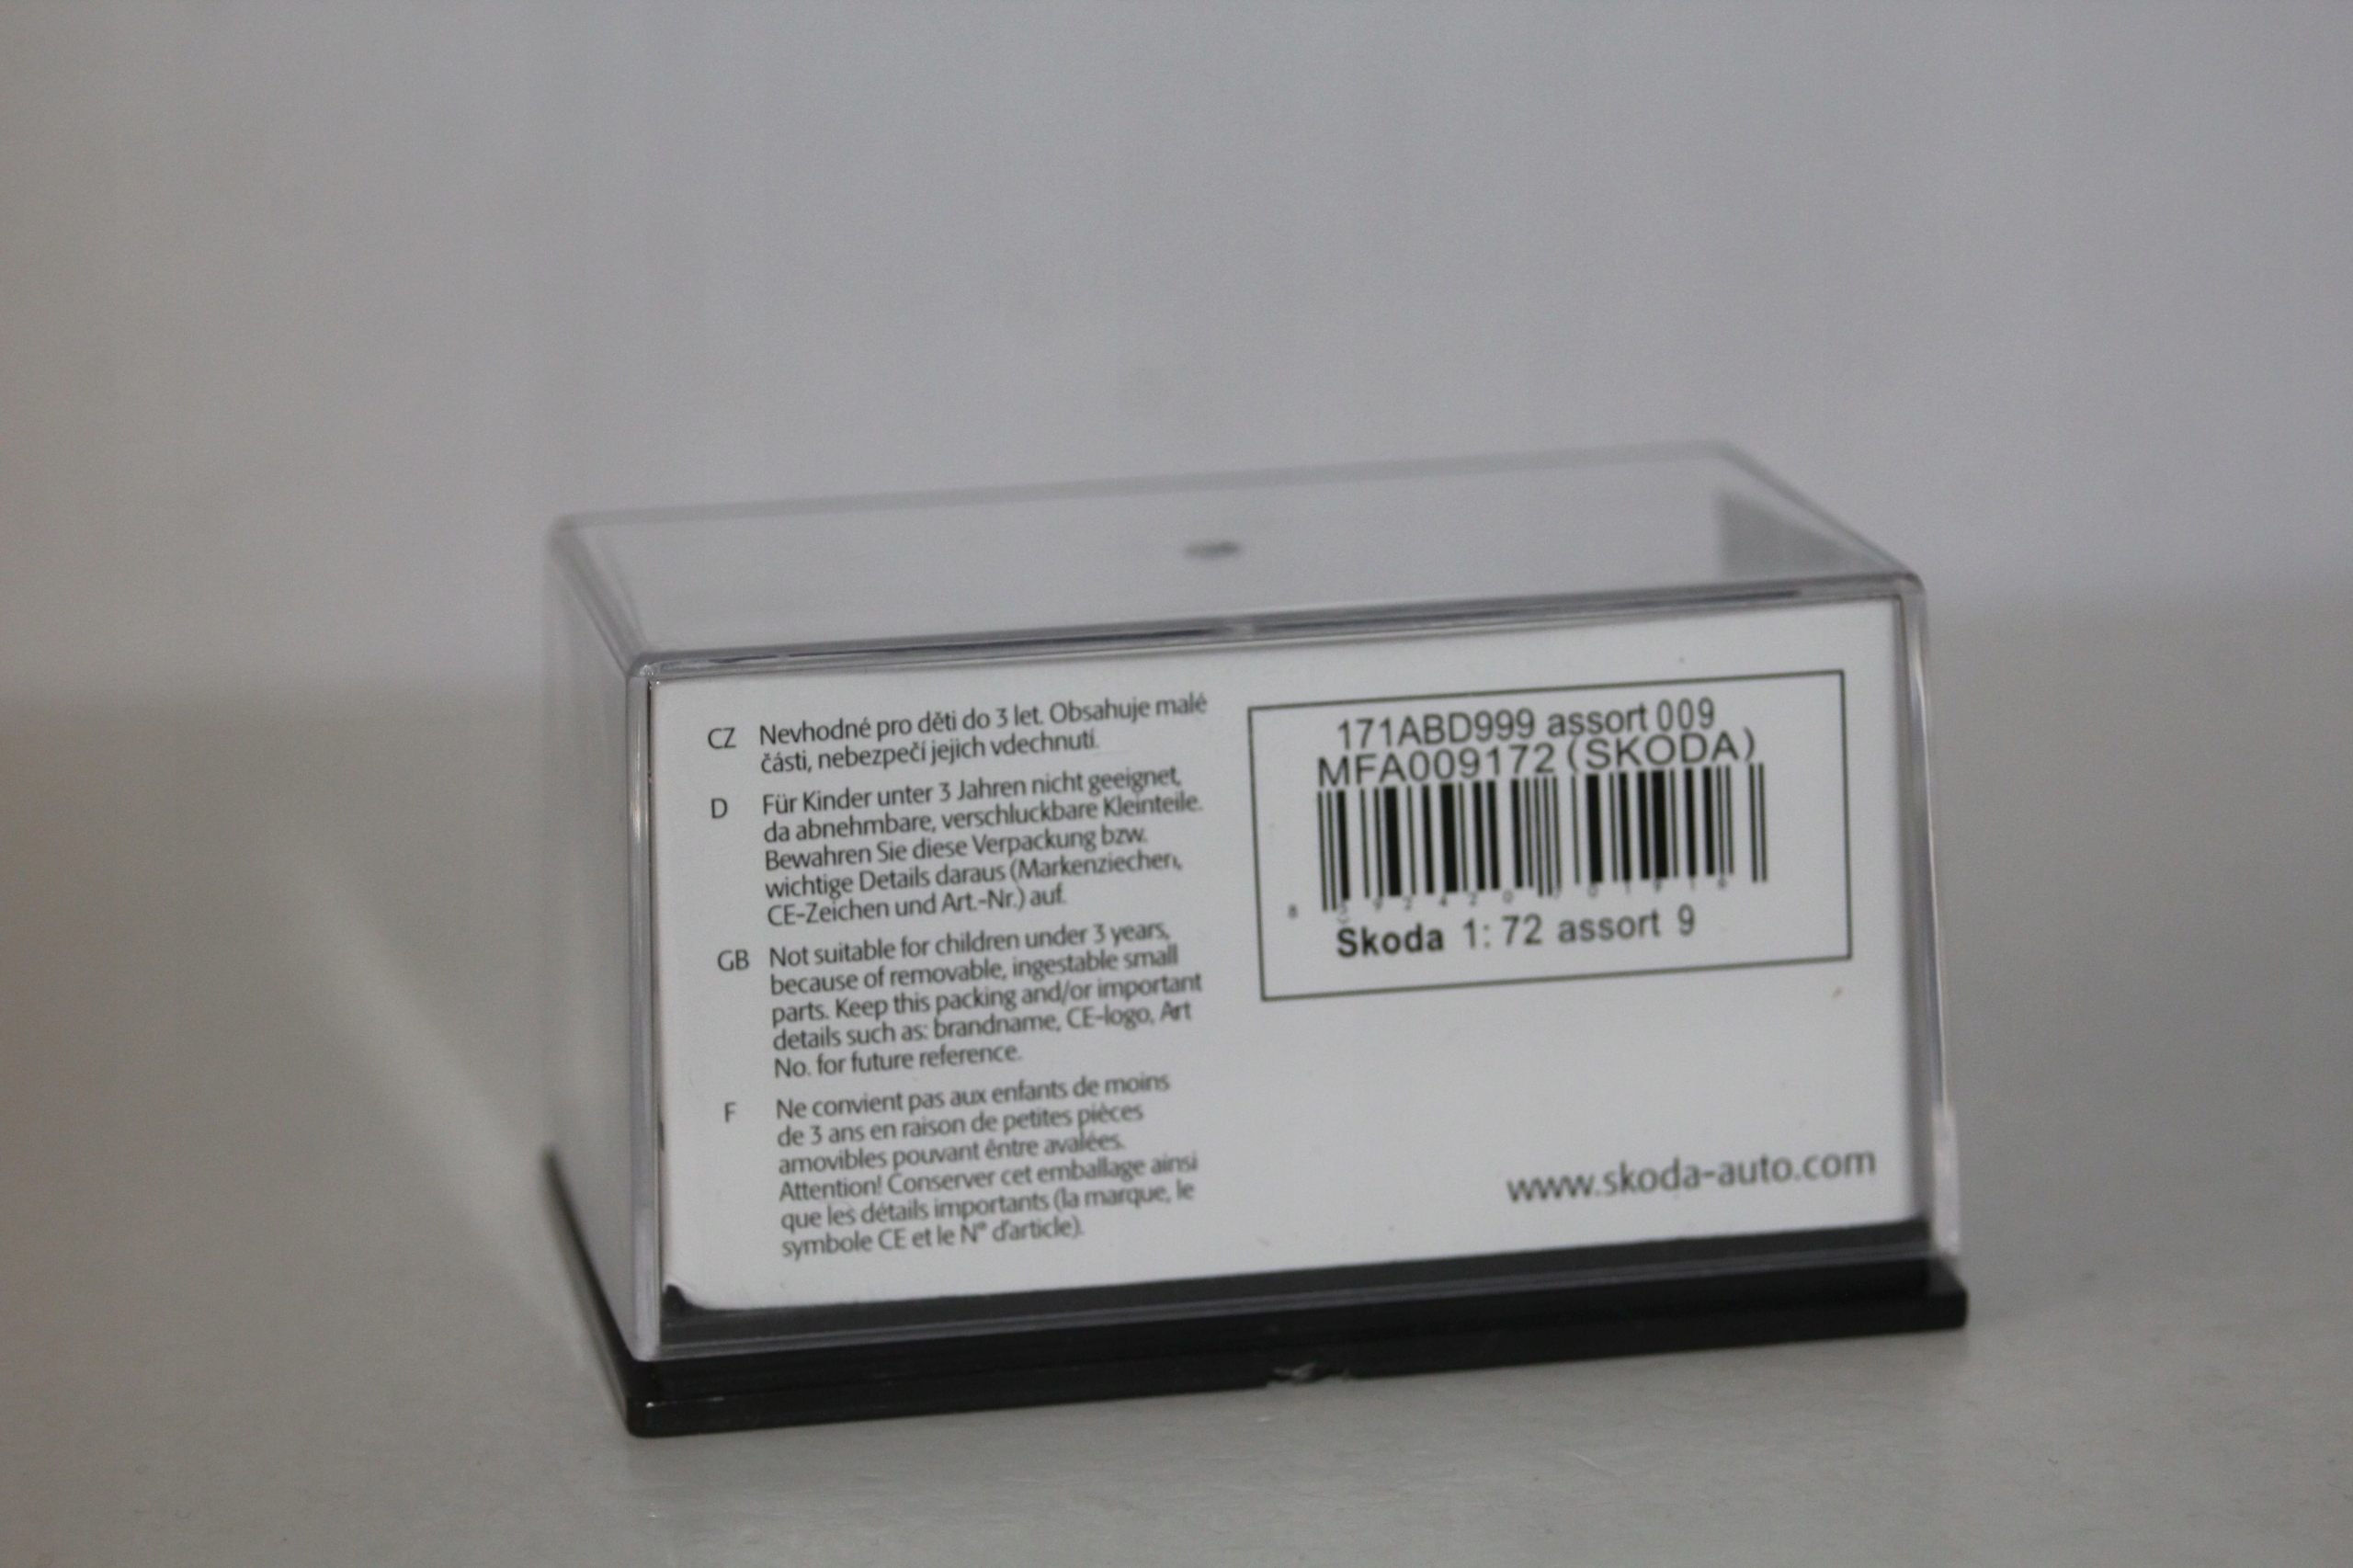 CZ Nevhodné pro děti do 3 let. Obsahuje malé
části, nebezpečí jejich vdechnutí.
D Für Kinder unter 3 Jahren nicht geeignet,
da abnehmbare, verschluckbare Kleinteile.
Bewahren Sie diese Verpackung bzw.
wichtige Details daraus (Markenziechen,
CE-Zeichen und Art.-Nr.) auf.
GB Not suitable for children under 3 years,
because of removable, ingestable small
parts. Keep this packing and/or important
details such as: brandname, CE-logo, Art
No. for future reference.
F Ne convient pas aux enfants de moins
de 3 ans en raison de petites pièces
amovibles pouvant êntre avalées.
Attention! Conserver cet emballage ainsi
que les détails importants (la marque, le
symbole CE et le N° d'article).
171ABD999 assort 009
MFA009172 (SKODA)
Skoda 1:72 assort 9
www.skoda-auto.com